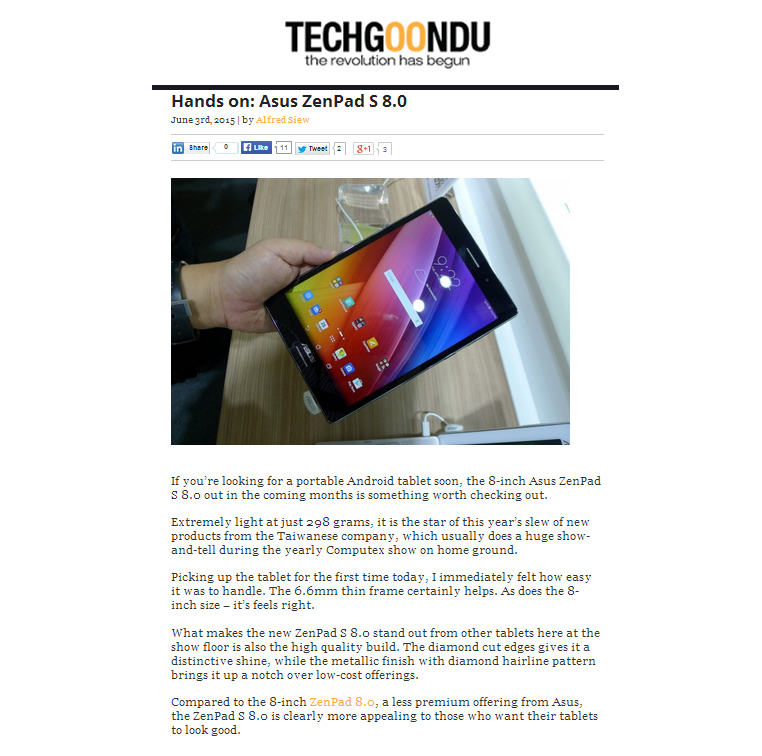 TECHGOONDU
the revolution has begun
Hands on: Asus ZenPad S 8.0
June 3rd, 2015 | by Alfred Siew
in Share 0 f Like 11 Tweet 2 g+1 3
ASUS
If you’re looking for a portable Android tablet soon, the 8-inch Asus ZenPad
S 8.0 out in the coming months is something worth checking out.
Extremely light at just 298 grams, it is the star of this year’s slew of new
products from the Taiwanese company, which usually does a huge show-
and-tell during the yearly Computex show on home ground.
Picking up the tablet for the first time today, I immediately felt how easy
it was to handle. The 6.6mm thin frame certainly helps. As does the 8-
inch size – it’s feels right.
What makes the new ZenPad S 8.0 stand out from other tablets here at the
show floor is also the high quality build. The diamond cut edges gives it a
distinctive shine, while the metallic finish with diamond hairline pattern
brings it up a notch over low-cost offerings.
Compared to the 8-inch ZenPad 8.0, a less premium offering from Asus,
the ZenPad S 8.0 is clearly more appealing to those who want their tablets
to look good.